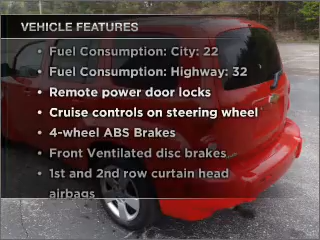 VEHICLE FEATURES
• Fuel Consumption: City: 22
• Fuel Consumption: Highway: 32
• Remote power door locks
• Cruise controls on steering wheel
• 4-wheel ABS Brakes
• Front Ventilated disc brakes
• 1st and 2nd row curtain head
airbags